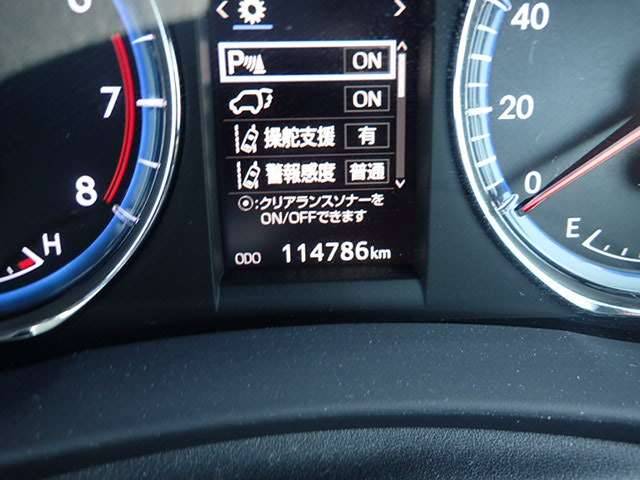 P ON
ON
操舵支援 有
警報感度 普通
⦿:クリアランスソナーを
ON/OFFできます
ODO 114786km
7
8
H
40
20
0
E